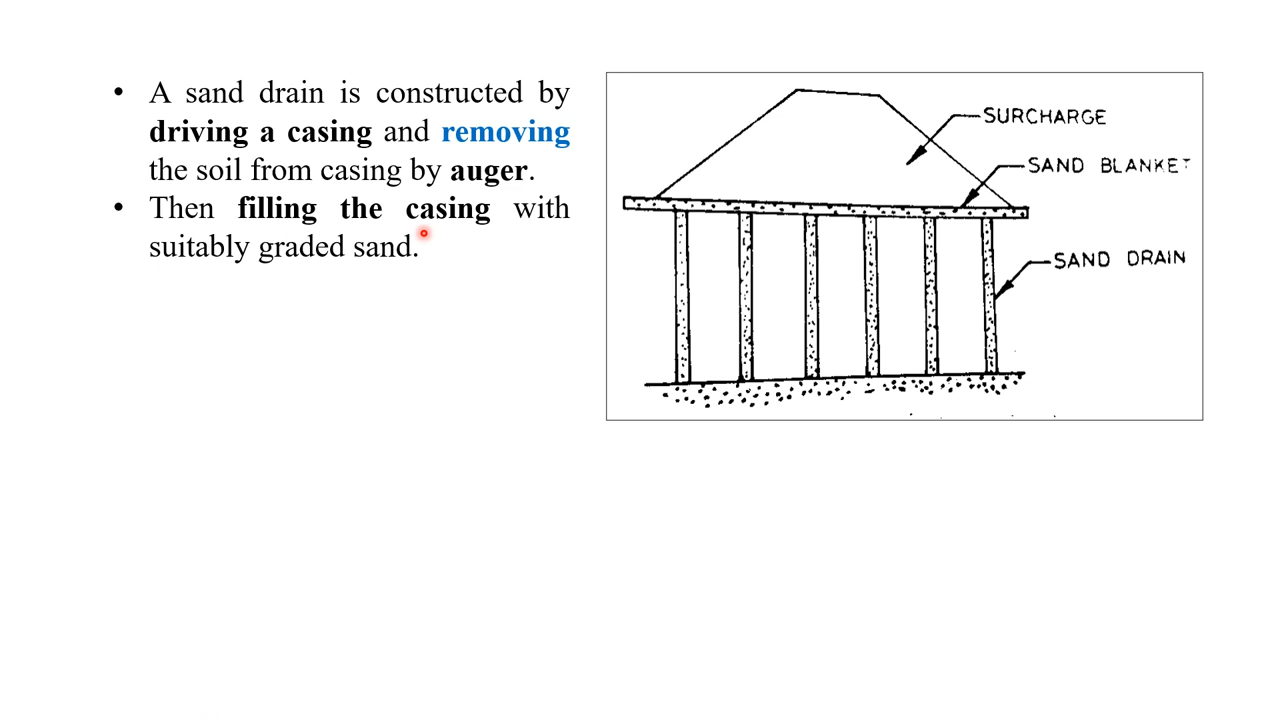 • A sand drain is constructed by
driving a casing and removing
the soil from casing by auger.
• Then filling the casing with
suitably graded sand.
SURCHARGE
SAND BLANKET
SAND DRAIN